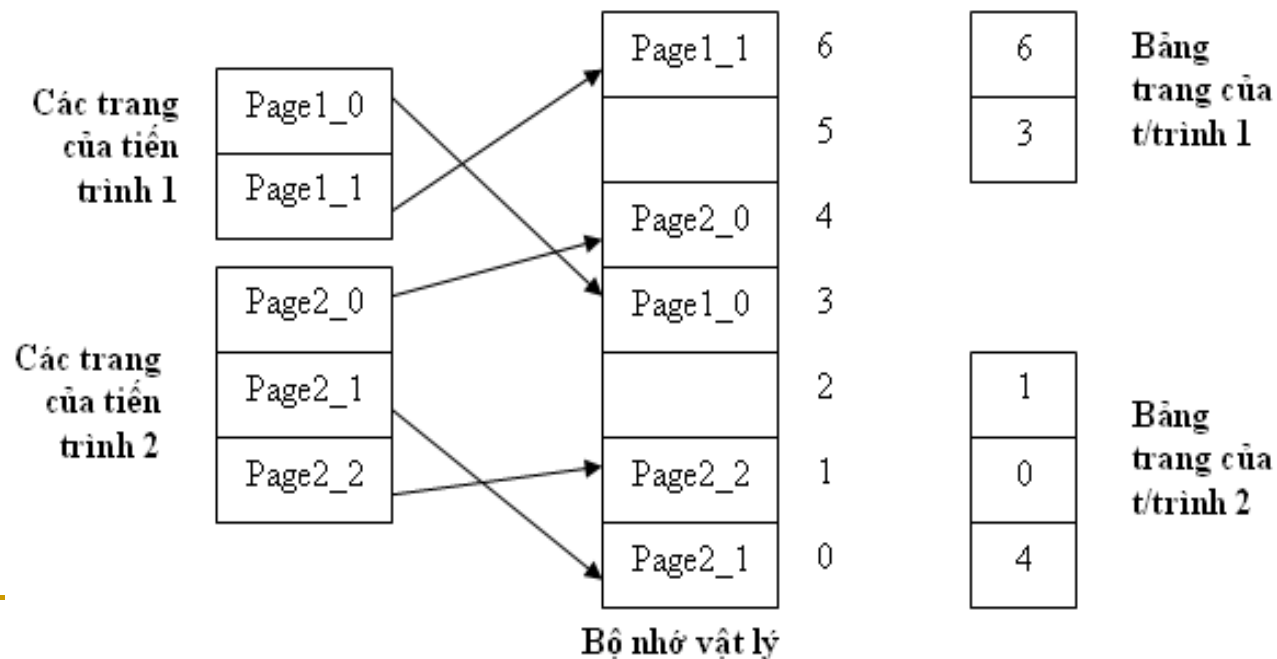 Các trang
của tiến
trình 1
Page1_0
Page1_1
Các trang
của tiến
trình 2
Page2_0
Page2_1
Page2_2
Page1_1
6
5
Page2_0
4
Page1_0
3
2
Page2_2
1
Page2_1
0
Bộ nhớ vật lý
6
3
Bảng
trang của
t/trình 1
1
0
4
Bảng
trang của
t/trình 2